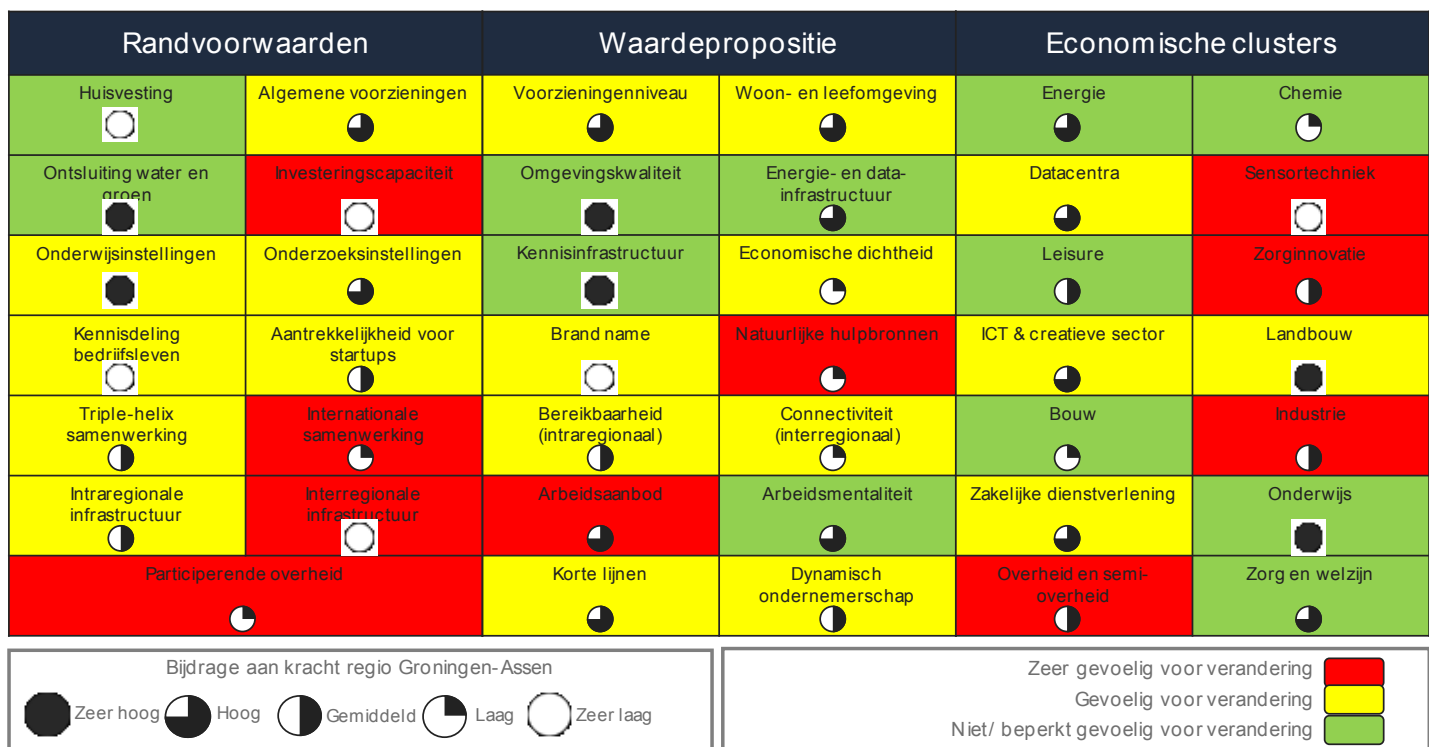 Randvoorwaarden
Waardepropositie
Economische clusters
Huisvesting
Algemene voorzieningen
Voorzieningenniveau
Woon- en leefomgeving
Energie
Chemie
Ontsluiting water en
groen
Investeringscapaciteit
Omgevingskwaliteit
Energie- en data-
infrastructuur
Datacentra
Sensortechniek
Onderwijsinstellingen
Onderzoeksinstellingen
Kennisinfrastructuur
Economische dichtheid
Leisure
Zorginnovatie
Kennisdeling
bedrijfsleven
Aantrekkelijkheid voor
startups
Brand name
Natuurlijke hulpbronnen
ICT & creatieve sector
Landbouw
Triple-helix
samenwerking
Internationale
samenwerking
Bereikbaarheid
(intraregionaal)
Connectiviteit
(interregionaal)
Bouw
Industrie
Intraregionale
infrastructuur
Interregionale
infrastructuur
Arbeidsaanbod
Arbeidsmentaliteit
Zakelijke dienstverlening
Onderwijs
Participerende overheid
Korte lijnen
Dynamisch
ondernemerschap
Overheid en semi-
overheid
Zorg en welzijn
Bijdrage aan kracht regio Groningen-Assen
Zeer hoog
Hoog
Gemiddeld
Laag
Zeer laag
Zeer gevoelig voor verandering
Gevoelig voor verandering
Niet/ beperkt gevoelig voor verandering